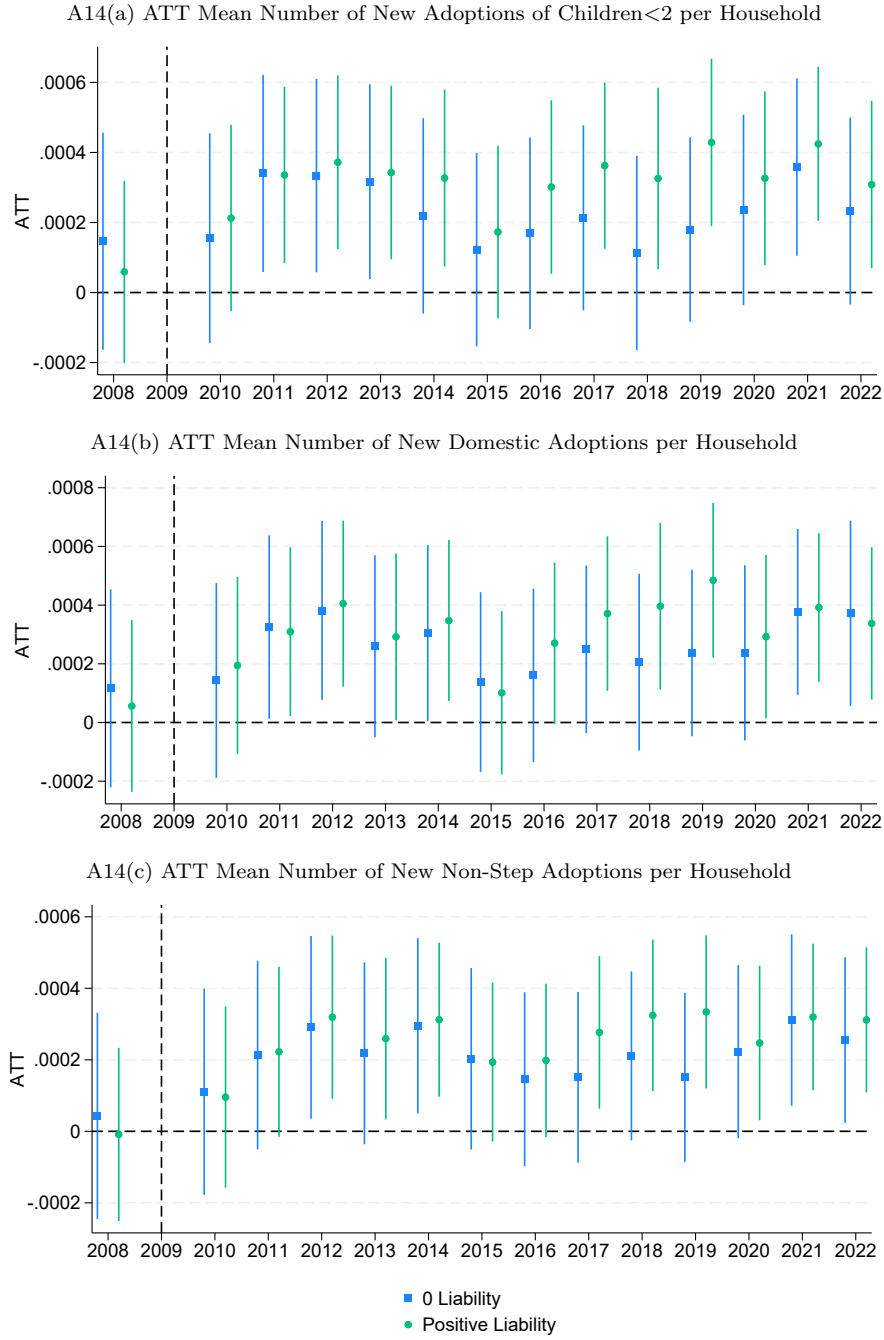 A14(a) ATT Mean Number of New Adoptions of Children<2 per Household
.0006
.0004
.0002
0
-.0002
ATT
2008 2009 2010 2011 2012 2013 2014 2015 2016 2017 2018 2019 2020 2021 2022
A14(b) ATT Mean Number of New Domestic Adoptions per Household
.0008
.0006
.0004
.0002
0
-.0002
ATT
2008 2009 2010 2011 2012 2013 2014 2015 2016 2017 2018 2019 2020 2021 2022
A14(c) ATT Mean Number of New Non-Step Adoptions per Household
.0006
.0004
.0002
0
-.0002
ATT
2008 2009 2010 2011 2012 2013 2014 2015 2016 2017 2018 2019 2020 2021 2022
0 Liability
Positive Liability